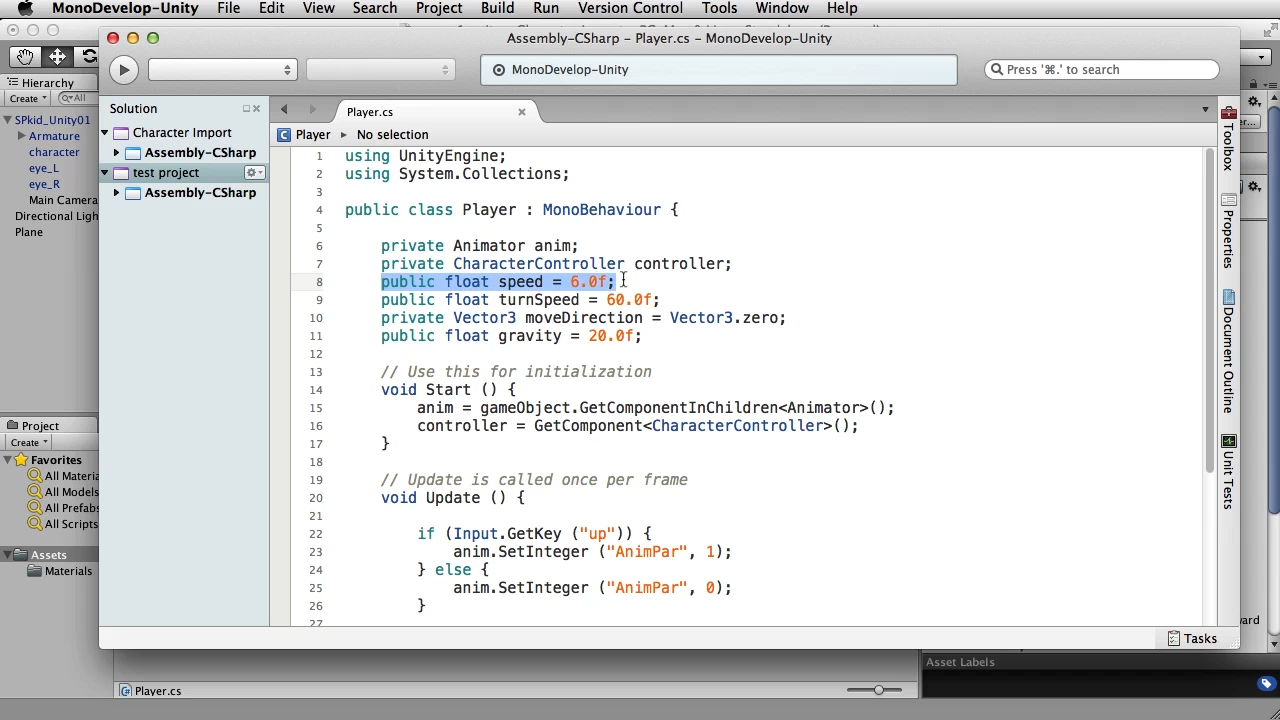 MonoDevelop-Unity File Edit View Search Project Build Run Version Control Tools Window Help
Assembly-CSharp – Player.cs – MonoDevelop-Unity
MonoDevelop-Unity
Press '⌘.' to search
Hierarchy
Create
All
SPkid_Unity01
Armature
character
eye_L
eye_R
Main Camera
Directional Ligh
Plane
Project
Create
Favorites
All Materia
All Models
All Prefabs
All Scripts
Assets
Materials
Solution
Character Import
Assembly-CSharp
test project
Assembly-CSharp
Player.cs
Player No selection
1 using UnityEngine;
2 using System.Collections;
3
4 public class Player : MonoBehaviour {
5
6 private Animator anim;
7 private CharacterController controller;
8 public float speed = 6.0f;
9 public float turnSpeed = 60.0f;
10 private Vector3 moveDirection = Vector3.zero;
11 public float gravity = 20.0f;
12
13 // Use this for initialization
14 void Start () {
15 anim = gameObject.GetComponentInChildren<Animator>();
16 controller = GetComponent<CharacterController>();
17 }
18
19 // Update is called once per frame
20 void Update () {
21
22 if (Input.GetKey ("up")) {
23 anim.SetInteger ("AnimPar", 1);
24 } else {
25 anim.SetInteger ("AnimPar", 0);
26 }
27
Toolbox
Properties
Document Outline
Unit Tests
Tasks
er...
ward
Asset Labels
Player.cs